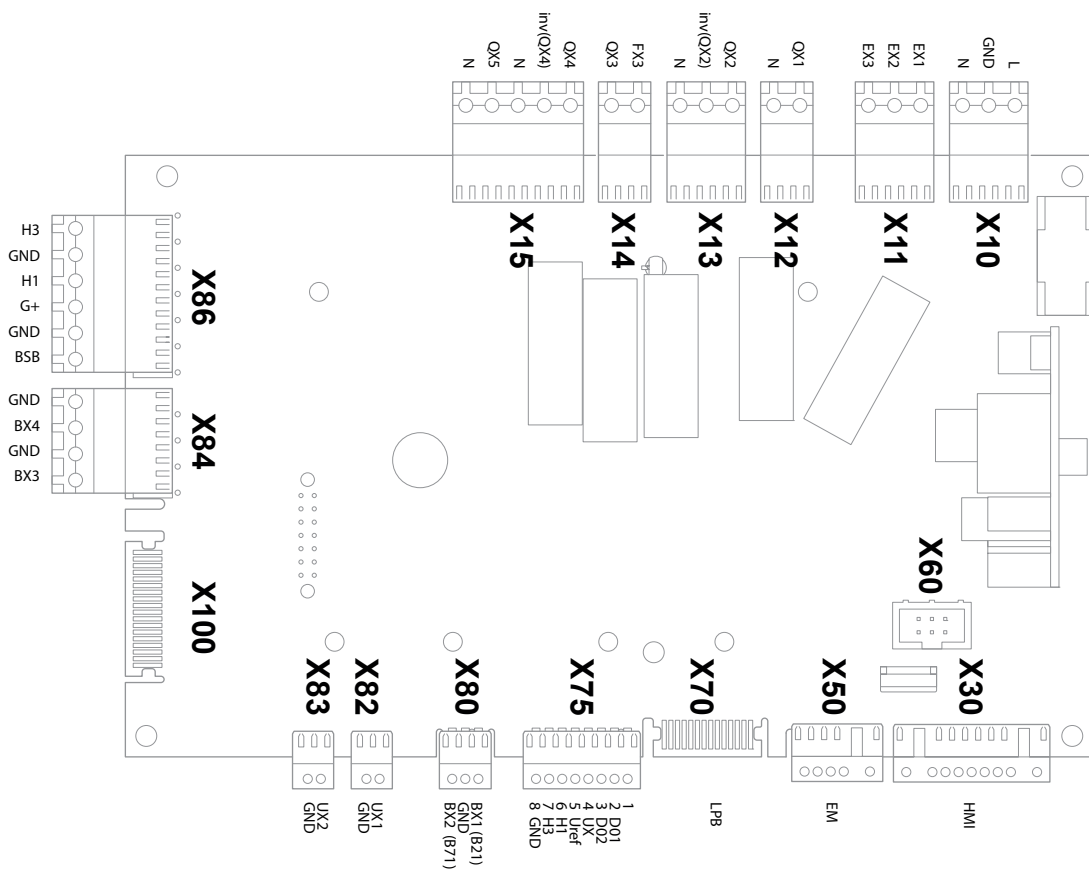 N
QX5
N
inv(QX4)
QX4
QX3
FX3
N
inv(QX2)
QX2
N
QX1
EX3
EX2
EX1
N
GND
L
X15
X14
X13
X12
X11
X10
H3
GND
H1
G+
GND
BSB
X86
GND
BX4
GND
BX3
X84
X100
X60
X83
X82
X80
X75
X70
X50
X30
GND
UX2
GND
UX1
BX2 (B71)
GND
BX1 (B21)
8 GND
7 H3
6 H1
5 Uref
4 UX
3 DO2
2 DO1
1
LPB
EM
HMI